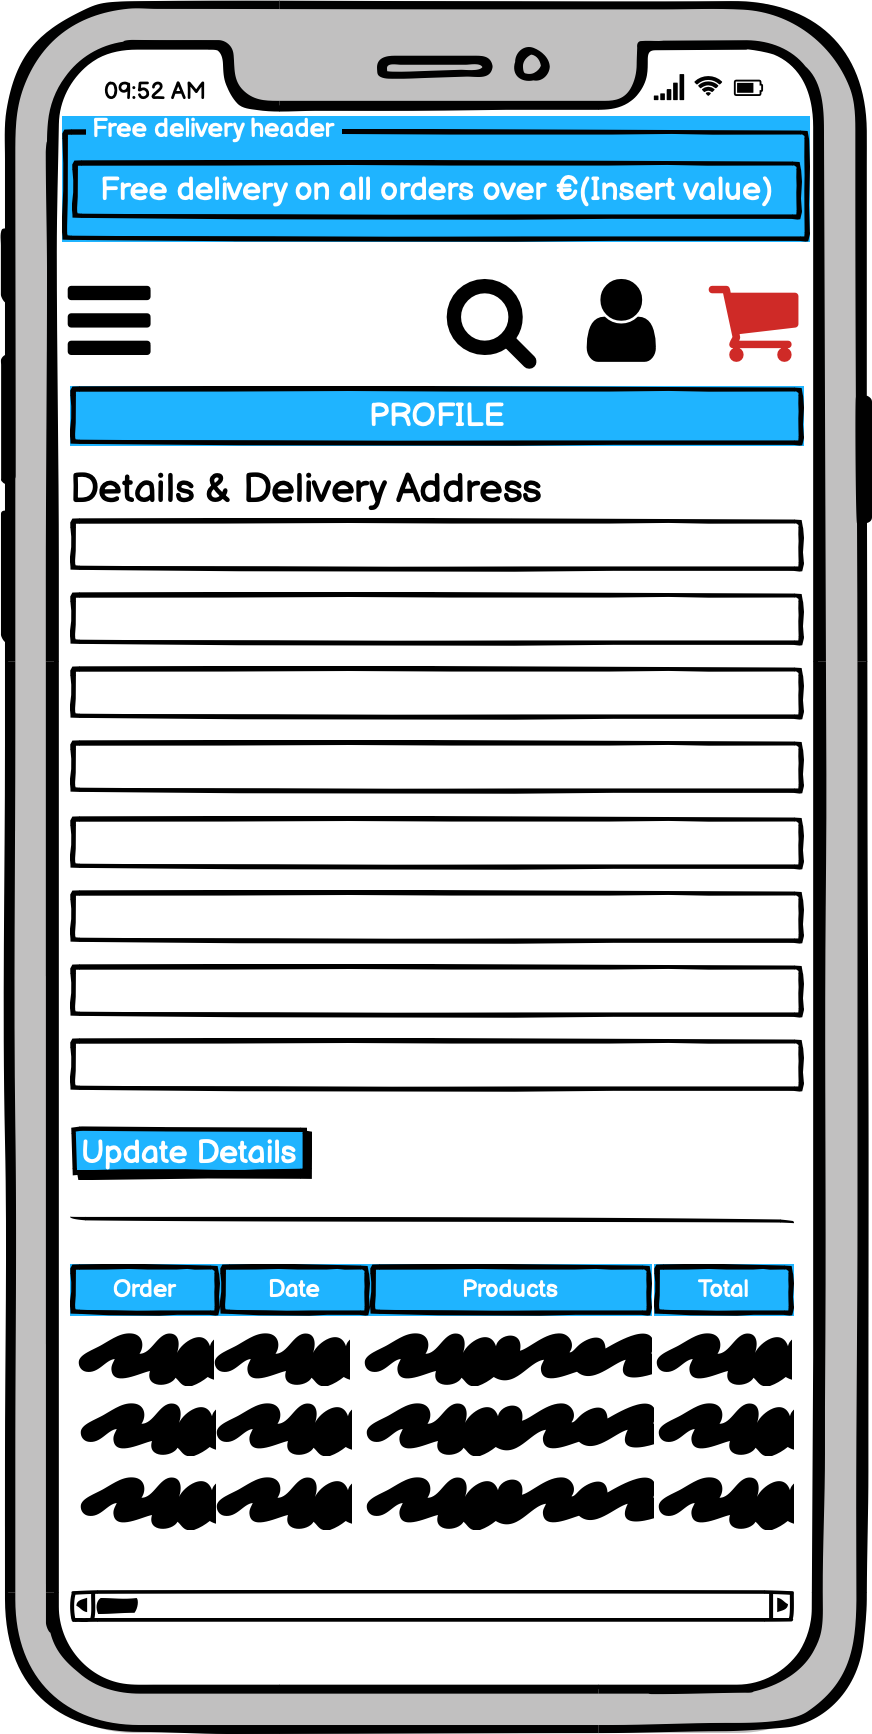 09:52 AM
Free delivery header
Free delivery on all orders over €(Insert value)
PROFILE
Details & Delivery Address
Update Details
Order Date Products Total